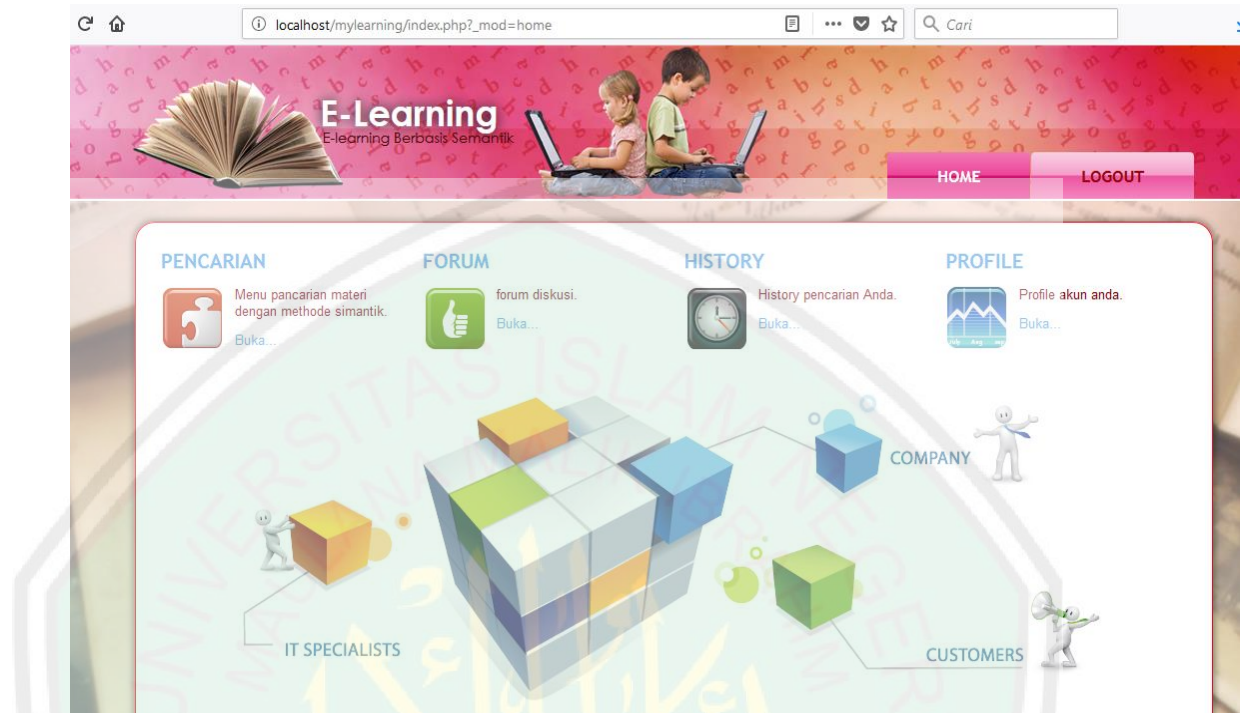 localhost/mylearning/index.php?_mod=home
Cari
E-Learning
E-learning Berbasis Semantik
HOME
LOGOUT
PENCARIAN
Menu pancarian materi
dengan methode simantik.
Buka...
FORUM
forum diskusi.
Buka...
HISTORY
History pencarian Anda.
Buka...
PROFILE
Profile akun anda.
Buka...
COMPANY
IT SPECIALISTS
CUSTOMERS